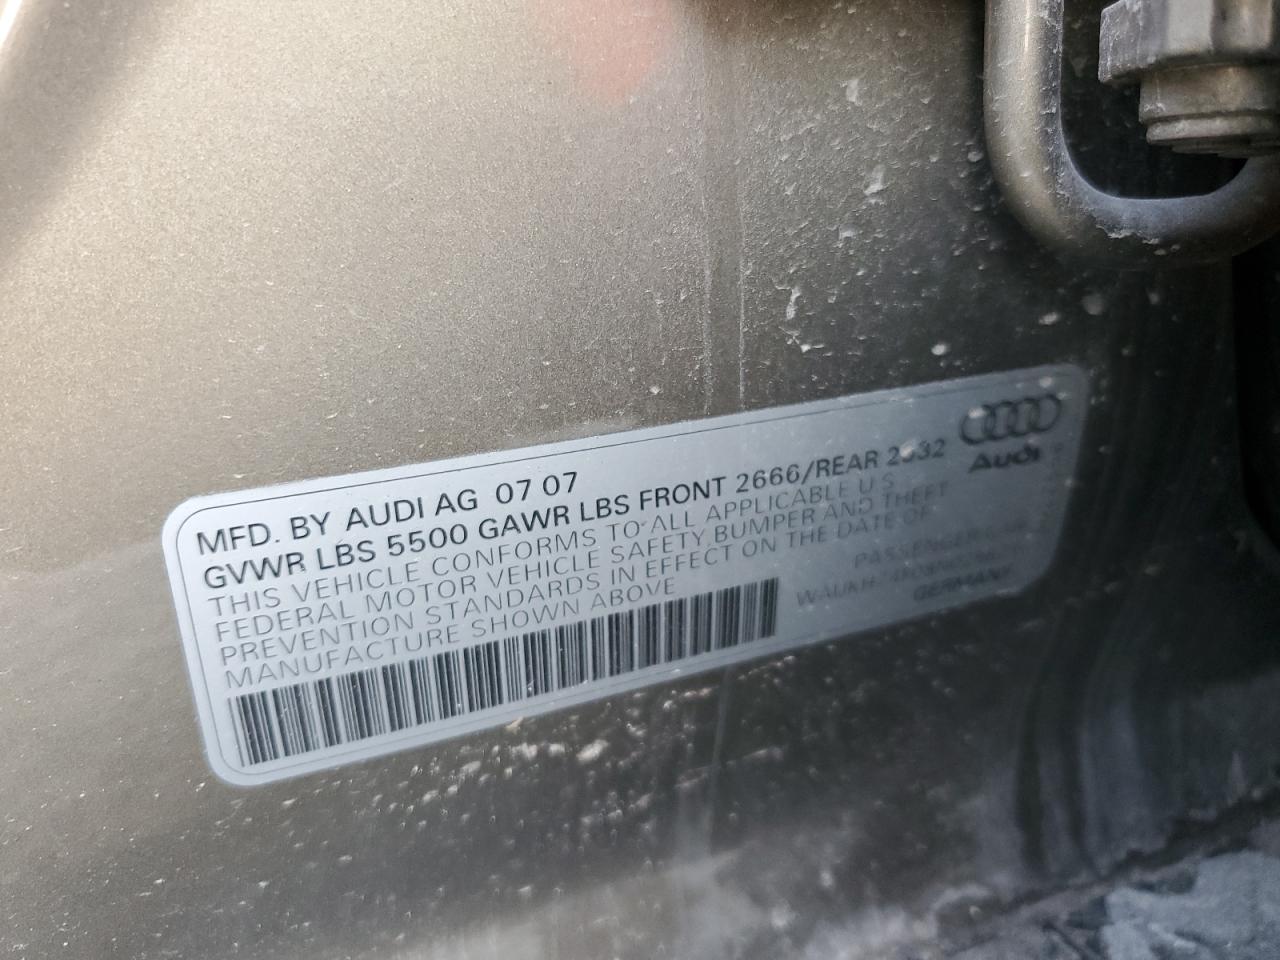 MFD. BY AUDI AG 07 07
GVWR LBS 5500 GAWR LBS FRONT 2666/REAR
THIS VEHICLE CONFORMS TO ALL APPLICABLE U S
FEDERAL MOTOR VEHICLE SAFETY, BUMPER AND THEFT
PREVENTION STANDARDS IN EFFECT ON THE DATE OF
MANUFACTURE SHOWN ABOVE
Audi
PASSENGER
GERMANY